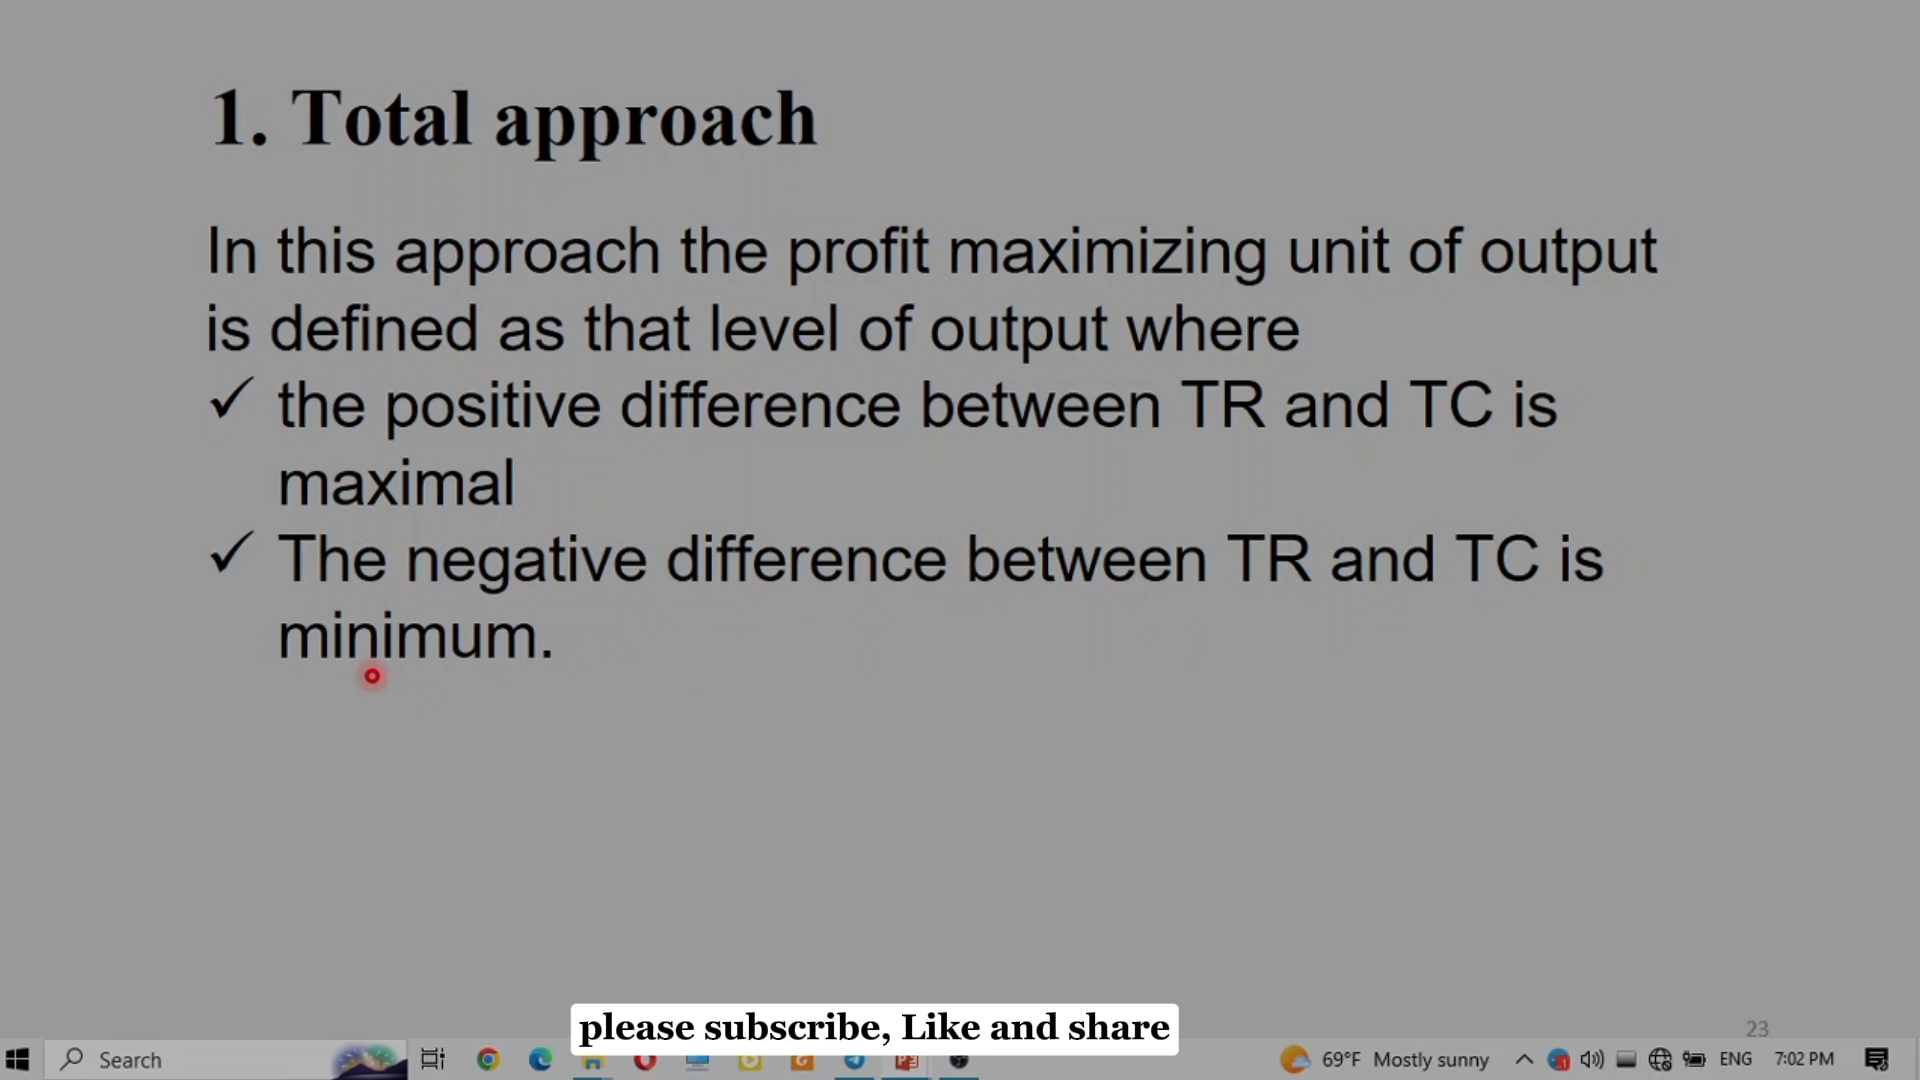 1. Total approach
In this approach the profit maximizing unit of output
is defined as that level of output where
✓ the positive difference between TR and TC is
maximal
✓ The negative difference between TR and TC is
minimum.
please subscribe, Like and share
23
Search
69°F Mostly sunny
ENG
7:02 PM